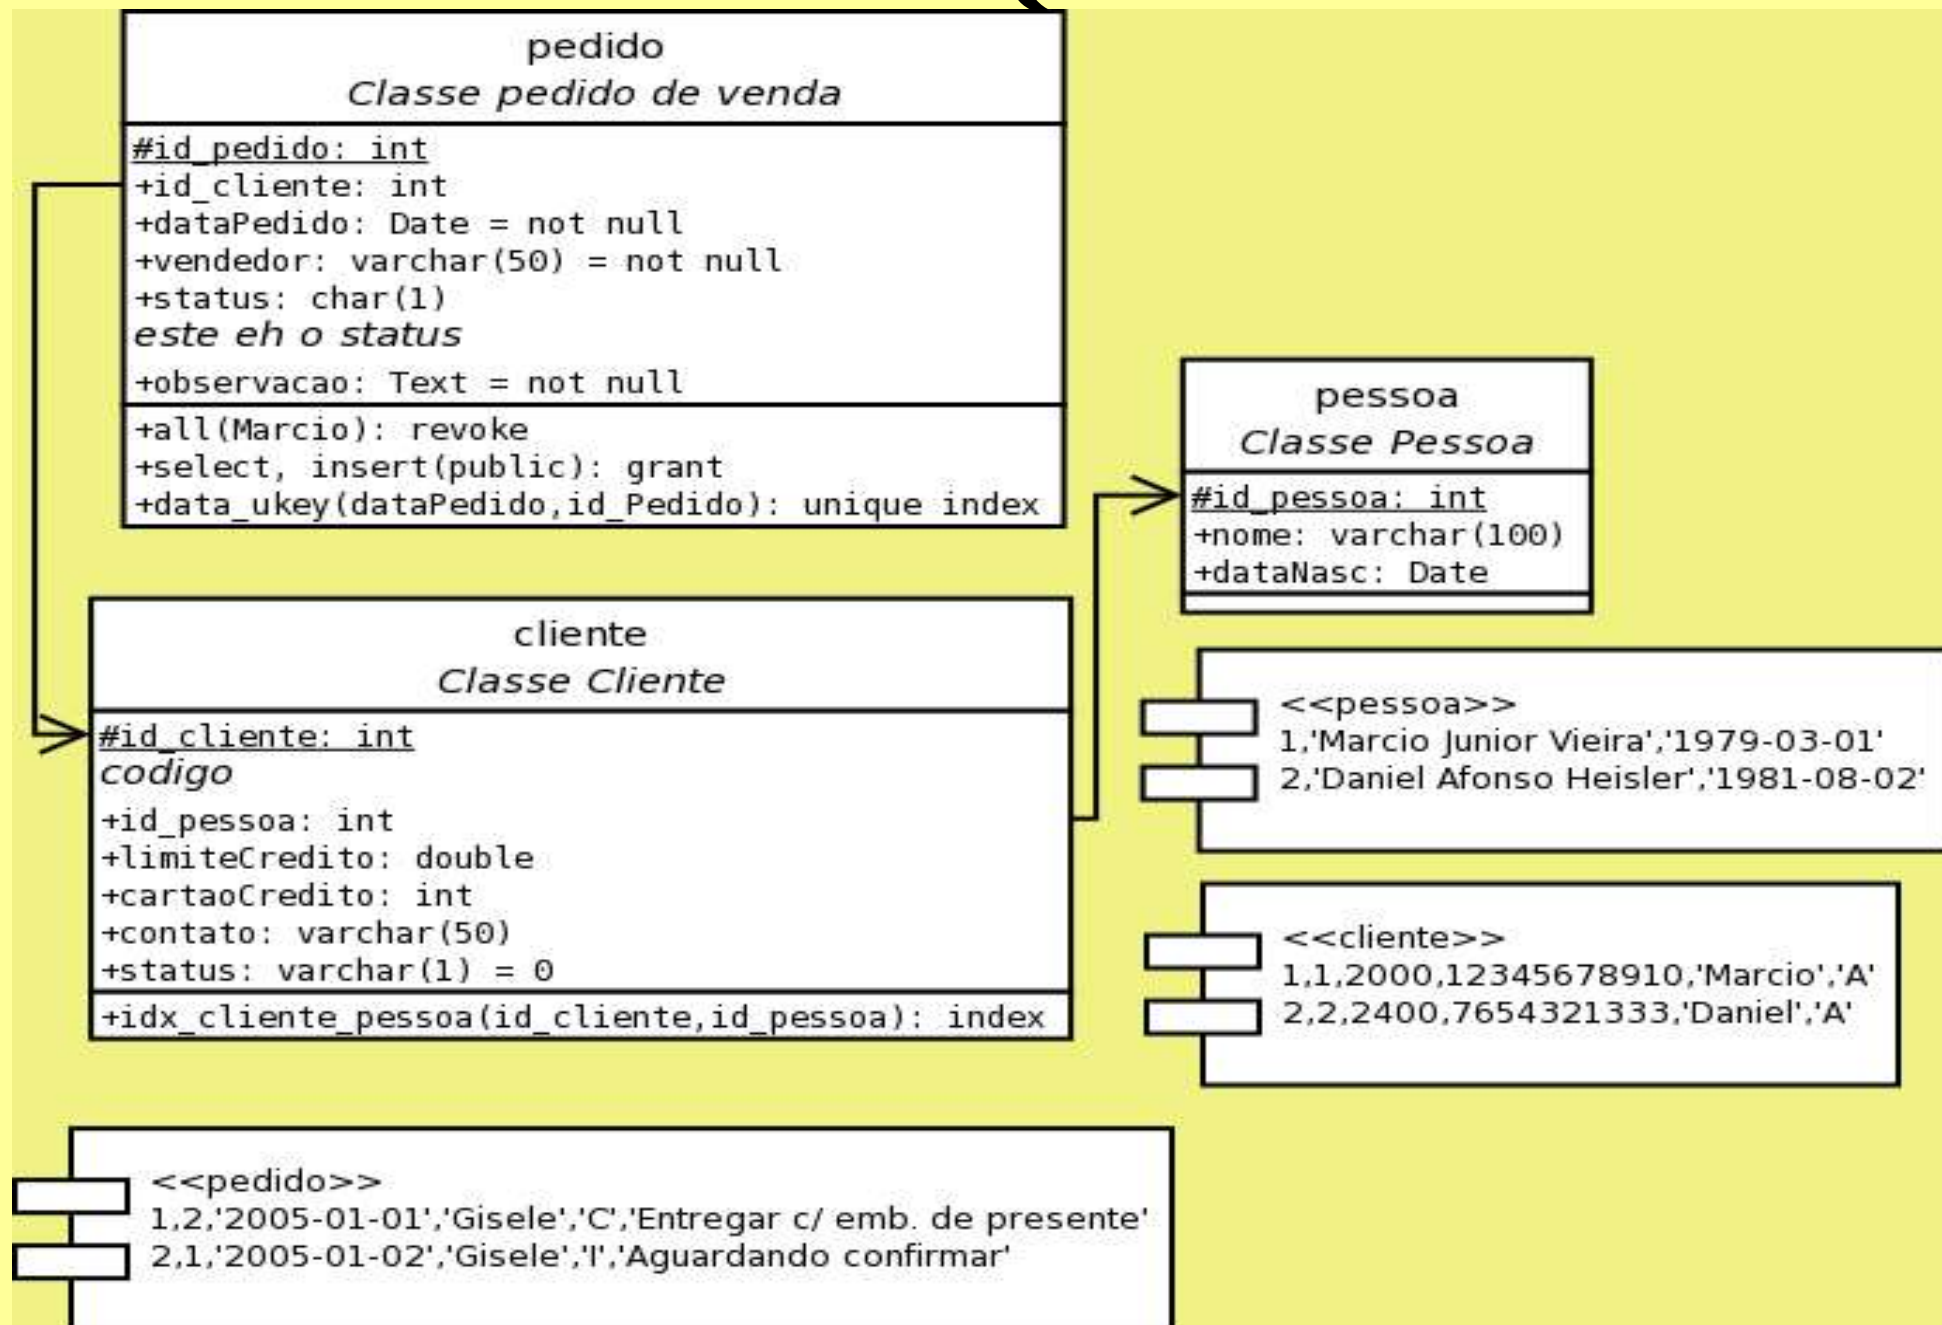 pedido
Classe pedido de venda
#id_pedido: int
+id_cliente: int
+dataPedido: Date = not null
+vendedor: varchar(50) = not null
+status: char(1)
este eh o status
+observacao: Text = not null
+all(Marcio): revoke
+select, insert(public): grant
+data_ukey(dataPedido,id_Pedido): unique index
pessoa
Classe Pessoa
#id_pessoa: int
+nome: varchar(100)
+dataNasc: Date
cliente
Classe Cliente
#id_cliente: int
codigo
+id_pessoa: int
+limiteCredito: double
+cartaoCredito: int
+contato: varchar(50)
+status: varchar(1) = 0
+idx_cliente_pessoa(id_cliente,id_pessoa): index
<<pessoa>>
1,'Marcio Junior Vieira','1979-03-01'
2,'Daniel Afonso Heisler','1981-08-02'
<<cliente>>
1,1,2000,12345678910,'Marcio','A'
2,2,2400,7654321333,'Daniel','A'
<<pedido>>
1,2,'2005-01-01','Gisele','C','Entregar c/ emb. de presente'
2,1,'2005-01-02','Gisele','I','Aguardando confirmar'